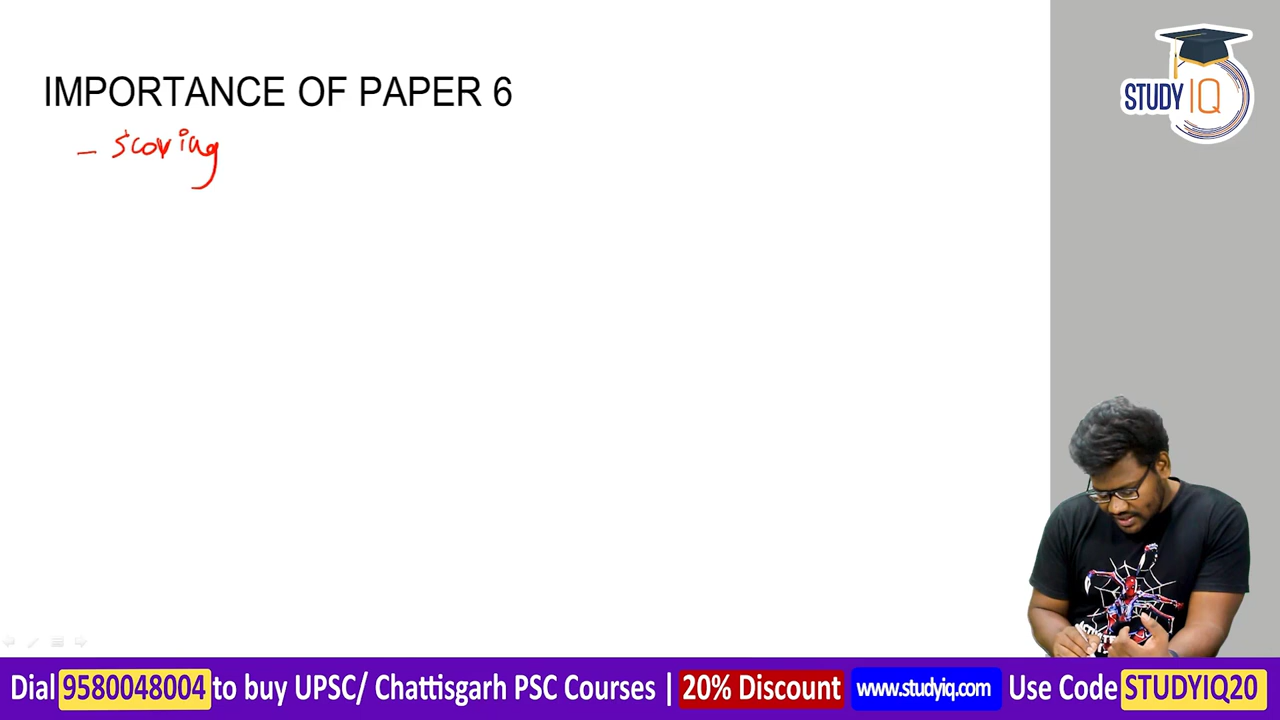 IMPORTANCE OF PAPER 6
- scoring
STUDY IQ
Dial 9580048004 to buy UPSC/ Chattisgarh PSC Courses | 20% Discount www.studyiq.com Use Code STUDYIQ20